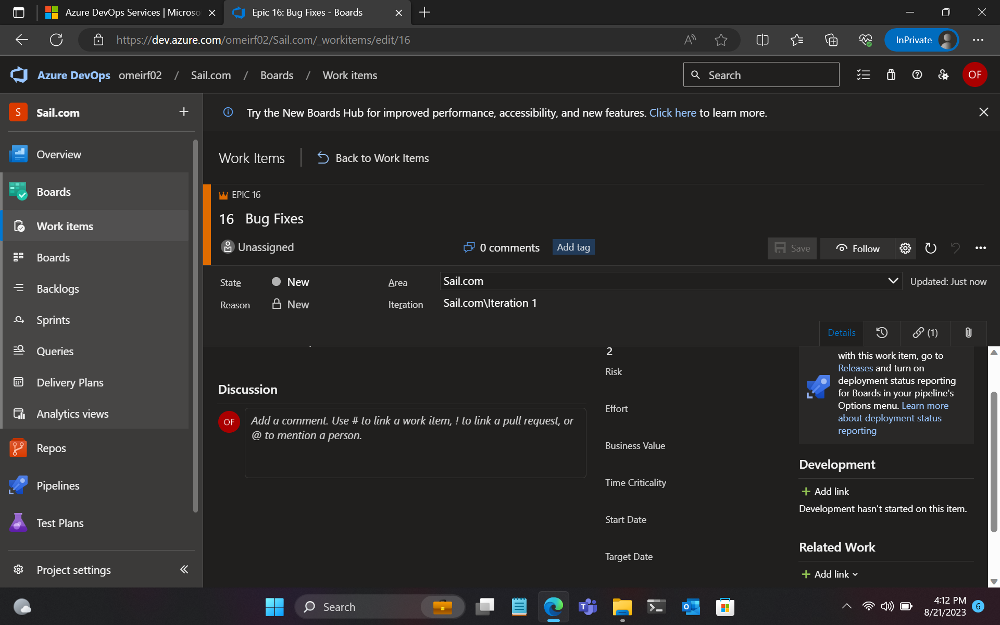 Azure DevOps Services | Microso
Epic 16: Bug Fixes - Boards
https://dev.azure.com/omeirf02/Sail.com/_workitems/edit/16
InPrivate
Azure DevOps omeirf02 / Sail.com / Boards / Work items
Search
OF
S Sail.com
Try the New Boards Hub for improved performance, accessibility, and new features. Click here to learn more.
Overview
Boards
Work items
Boards
Backlogs
Sprints
Queries
Delivery Plans
Analytics views
Repos
Pipelines
Test Plans
Project settings
Work Items
Back to Work Items
EPIC 16
16 Bug Fixes
Unassigned
0 comments
Add tag
Save
Follow
State
New
Area
Sail.com
Updated: Just now
Reason
New
Iteration
Sail.com\Iteration 1
Details
(1)
Discussion
OF
Add a comment. Use # to link a work item, ! to link a pull request, or
@ to mention a person.
2
Risk
Effort
Business Value
Time Criticality
Start Date
Target Date
with this work item, go to
Releases and turn on
deployment status reporting
for Boards in your pipeline's
Options menu. Learn more
about deployment status
reporting
Development
Add link
Development hasn't started on this item.
Related Work
Add link
Search
4:12 PM
8/21/2023
6